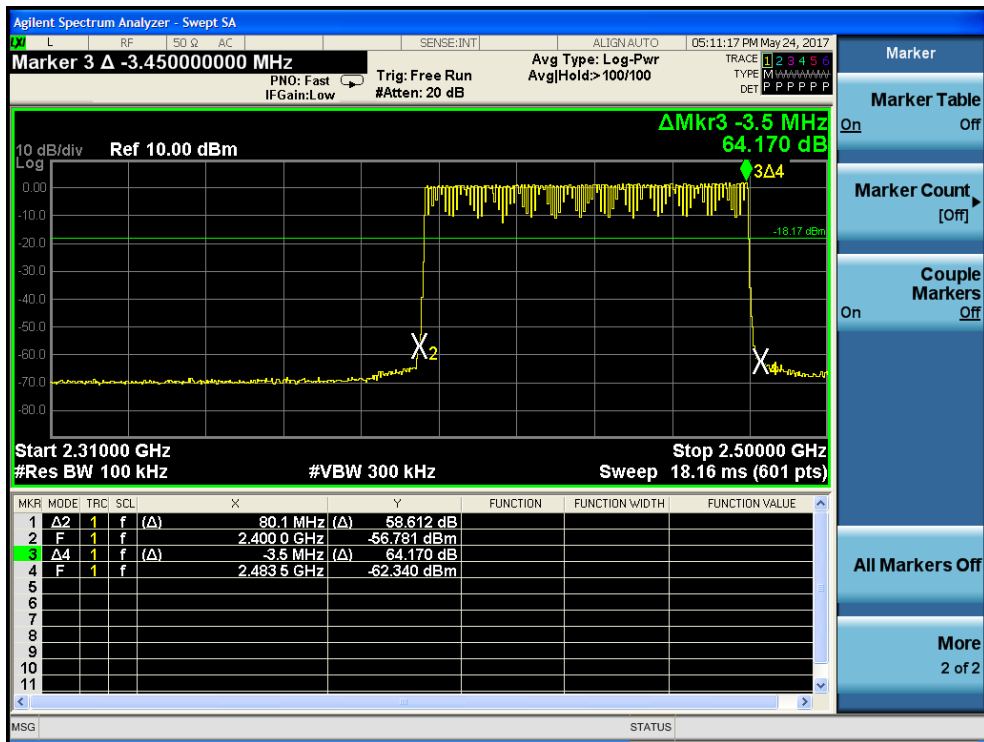 Agilent Spectrum Analyzer - Swept SA
LXI L RF 50 Ω AC SENSE:INT ALIGN AUTO 05:11:17 PM May 24, 2017
Marker 3 Δ -3.450000000 MHz
PNO: Fast
IFGain:Low
Trig: Free Run
#Atten: 20 dB
Avg Type: Log-Pwr
Avg|Hold:>100/100
TRACE 1 2 3 4 5 6
TYPE M W W W W W
DET P P P P P P
ΔMkr3 -3.5 MHz
64.170 dB
10 dB/div Ref 10.00 dBm
Log
3Δ4
0.00
-10.0
-18.17 dBm
-20.0
-30.0
-40.0
-50.0
2
-60.0
4
-70.0
-80.0
Start 2.31000 GHz Stop 2.50000 GHz
#Res BW 100 kHz #VBW 300 kHz Sweep 18.16 ms (601 pts)
MKR MODE TRC SCL X Y FUNCTION FUNCTION WIDTH FUNCTION VALUE
1 Δ2 1 f (Δ) 80.1 MHz (Δ) 58.612 dB
2 F 1 f 2.400 0 GHz -56.781 dBm
3 Δ4 1 f (Δ) -3.5 MHz (Δ) 64.170 dB
4 F 1 f 2.483 5 GHz -62.340 dBm
5
6
7
8
9
10
11
MSG STATUS
Marker
Marker Table
On Off
Marker Count
[Off]
Couple
Markers
On Off
All Markers Off
More
2 of 2